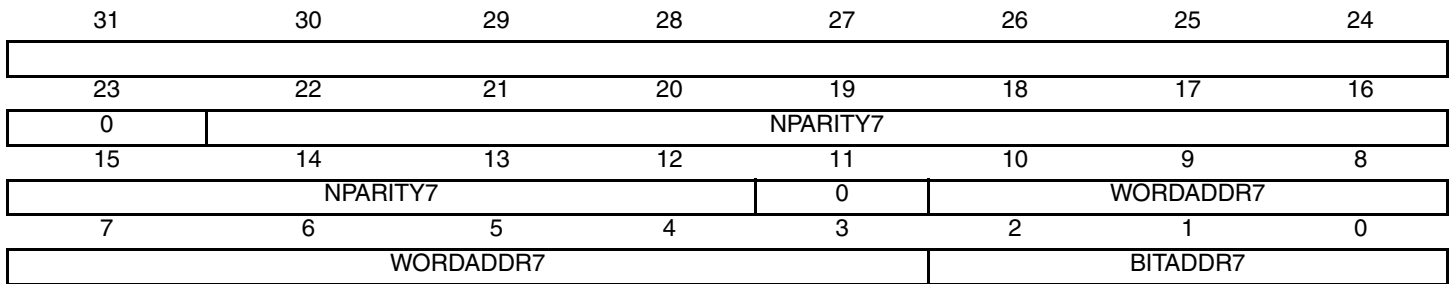 31 30 29 28 27 26 25 24
23 22 21 20 19 18 17 16
0 NPARITY7
15 14 13 12 11 10 9 8
NPARITY7 0 WORDADDR7
7 6 5 4 3 2 1 0
WORDADDR7 BITADDR7